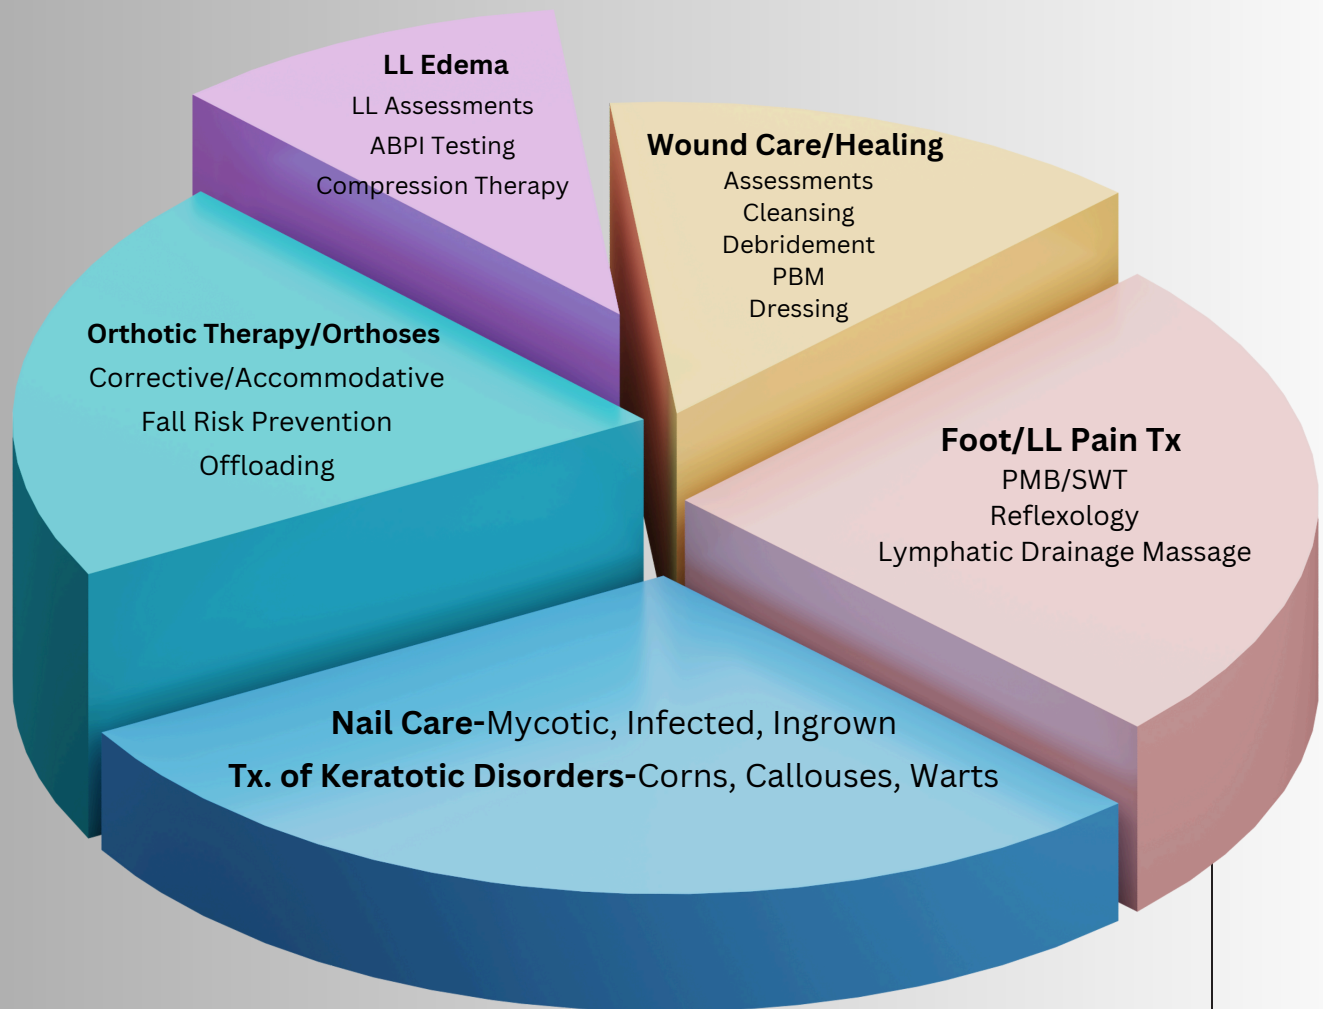 LL Edema
LL Assessments
ABPI Testing
Compression Therapy
Wound Care/Healing
Assessments
Cleansing
Debridement
PBM
Dressing
Orthotic Therapy/Orthoses
Corrective/Accommodative
Fall Risk Prevention
Offloading
Foot/LL Pain Tx
PMB/SWT
Reflexology
Lymphatic Drainage Massage
Nail Care-Mycotic, Infected, Ingrown
Tx. of Keratotic Disorders-Corns, Callouses, Warts